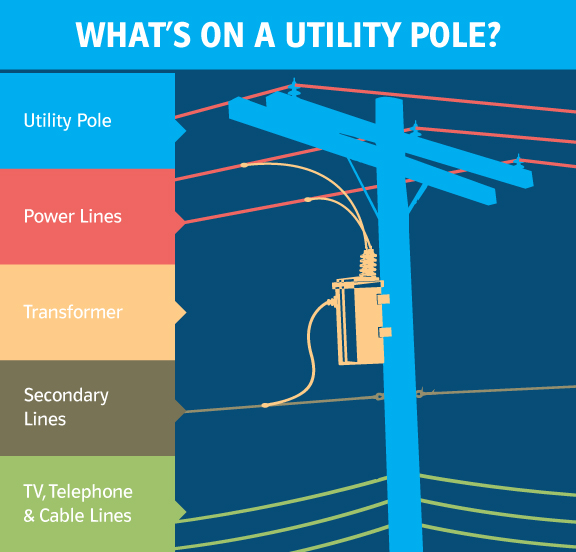 WHAT'S ON A UTILITY POLE?
Utility Pole
Power Lines
Transformer
Secondary
Lines
TV, Telephone
& Cable Lines